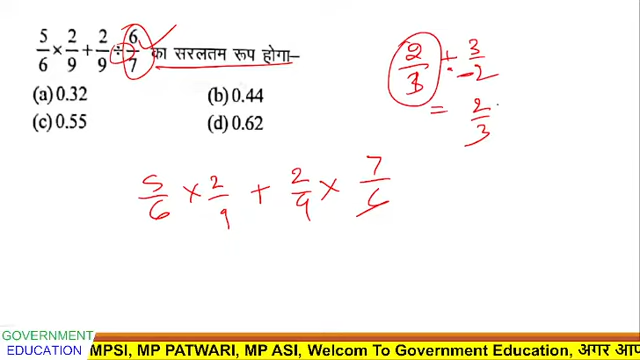 5/6 × 2/9 + 2/9 ÷ 6/7 का सरलतम रूप होगा–
(a) 0.32 (b) 0.44
(c) 0.55 (d) 0.62
2/3 ÷ 3/-2
= 2/3
5/6 × 2/9 + 2/9 × 7/6
GOVERNMENT
EDUCATION
MPSI, MP PATWARI, MP ASI, Welcom To Government Education, अगर आप